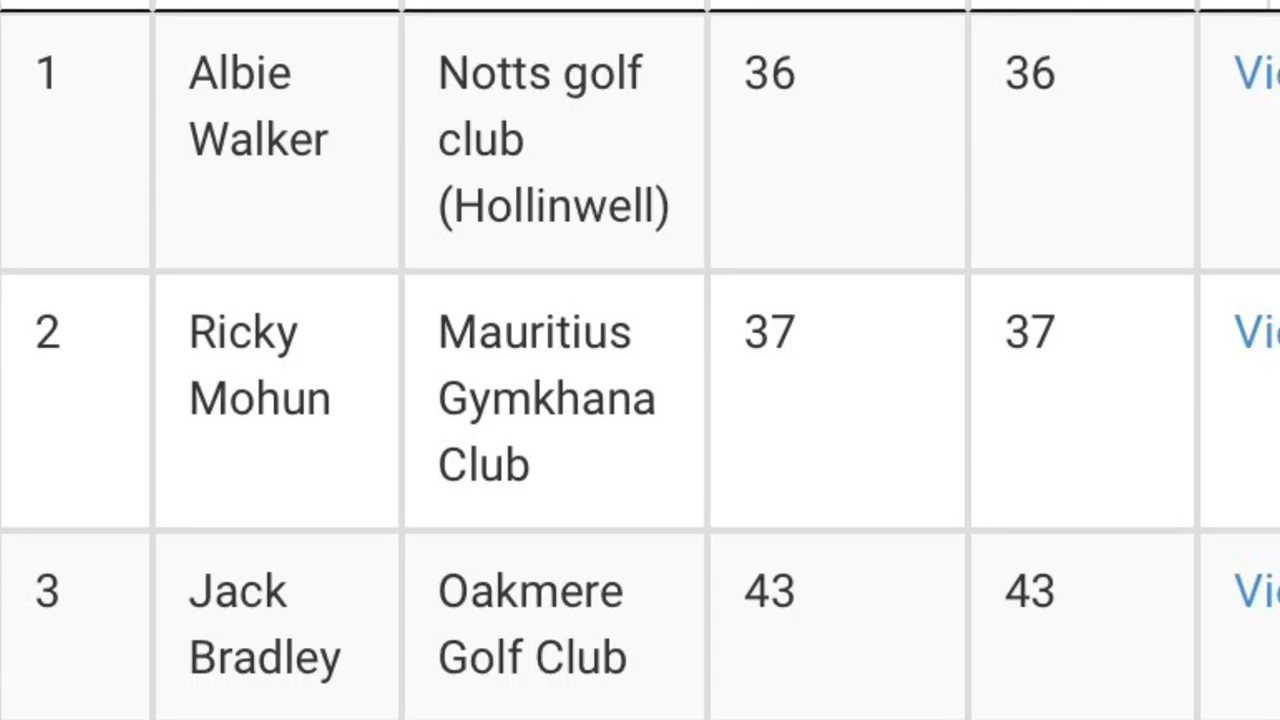 1 Albie Notts golf 36 36 Vi
Walker club
(Hollinwell)
2 Ricky Mauritius 37 37 Vi
Mohun Gymkhana
Club
3 Jack Oakmere 43 43 Vi
Bradley Golf Club